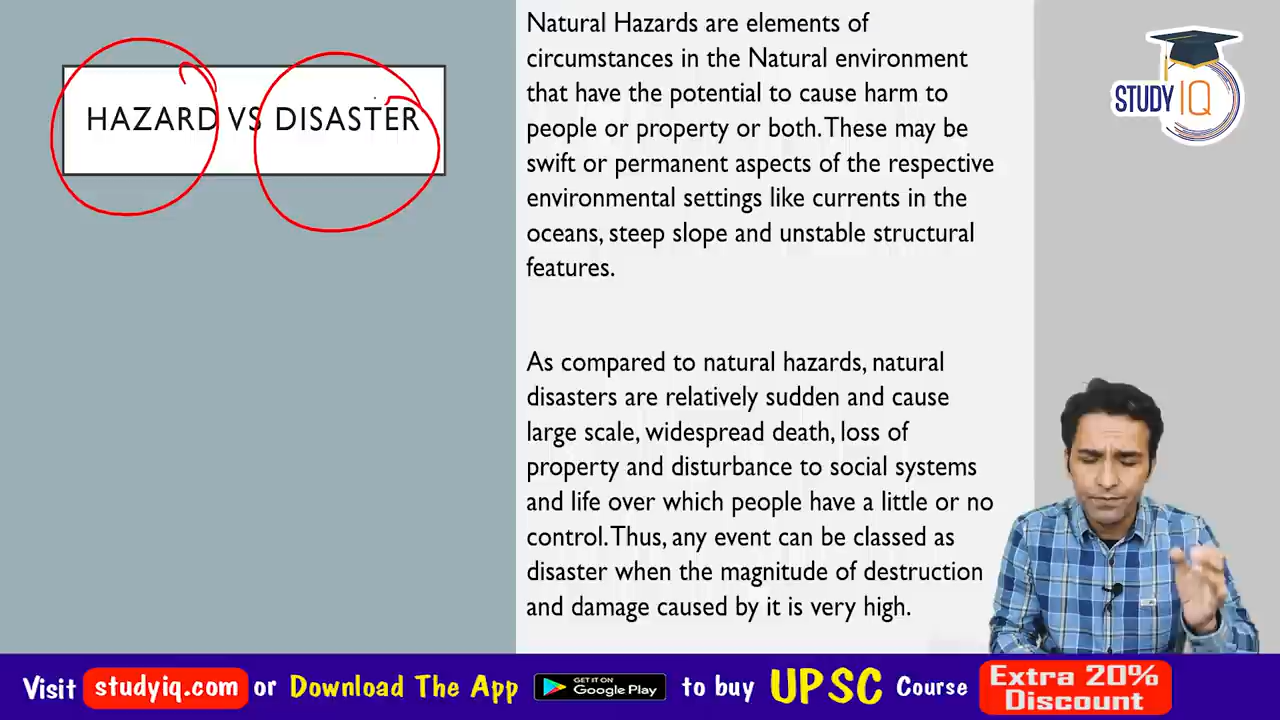 HAZARD VS DISASTER
Natural Hazards are elements of
circumstances in the Natural environment
that have the potential to cause harm to
people or property or both. These may be
swift or permanent aspects of the respective
environmental settings like currents in the
oceans, steep slope and unstable structural
features.
As compared to natural hazards, natural
disasters are relatively sudden and cause
large scale, widespread death, loss of
property and disturbance to social systems
and life over which people have a little or no
control. Thus, any event can be classed as
disaster when the magnitude of destruction
and damage caused by it is very high.
STUDY IQ
Visit studyiq.com or Download The App GET IT ON Google Play to buy UPSC Course Extra 20% Discount